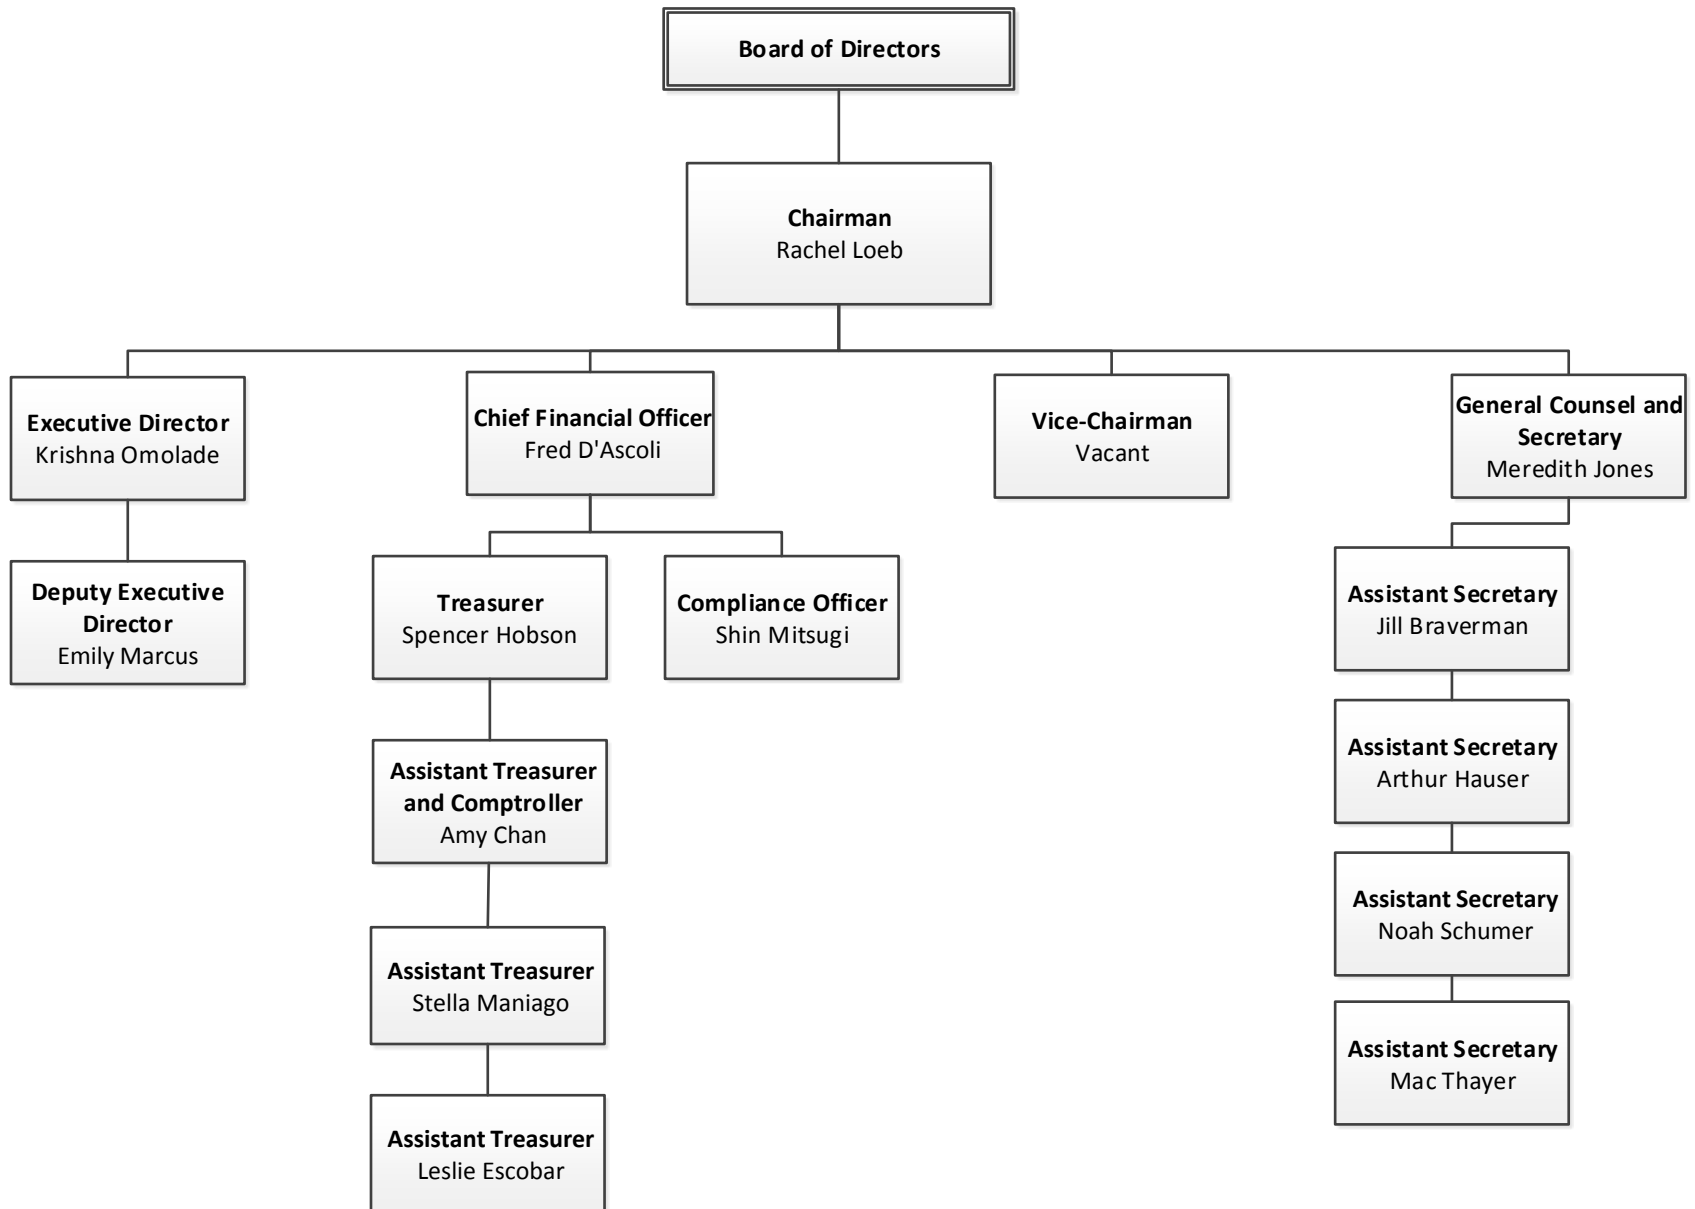 Board of Directors
Chairman
Rachel Loeb
Executive Director
Krishna Omolade
Chief Financial Officer
Fred D'Ascoli
Vice-Chairman
Vacant
General Counsel and
Secretary
Meredith Jones
Deputy Executive
Director
Emily Marcus
Treasurer
Spencer Hobson
Compliance Officer
Shin Mitsugi
Assistant Secretary
Jill Braverman
Assistant Treasurer
and Comptroller
Amy Chan
Assistant Secretary
Arthur Hauser
Assistant Treasurer
Stella Maniago
Assistant Secretary
Noah Schumer
Assistant Treasurer
Leslie Escobar
Assistant Secretary
Mac Thayer